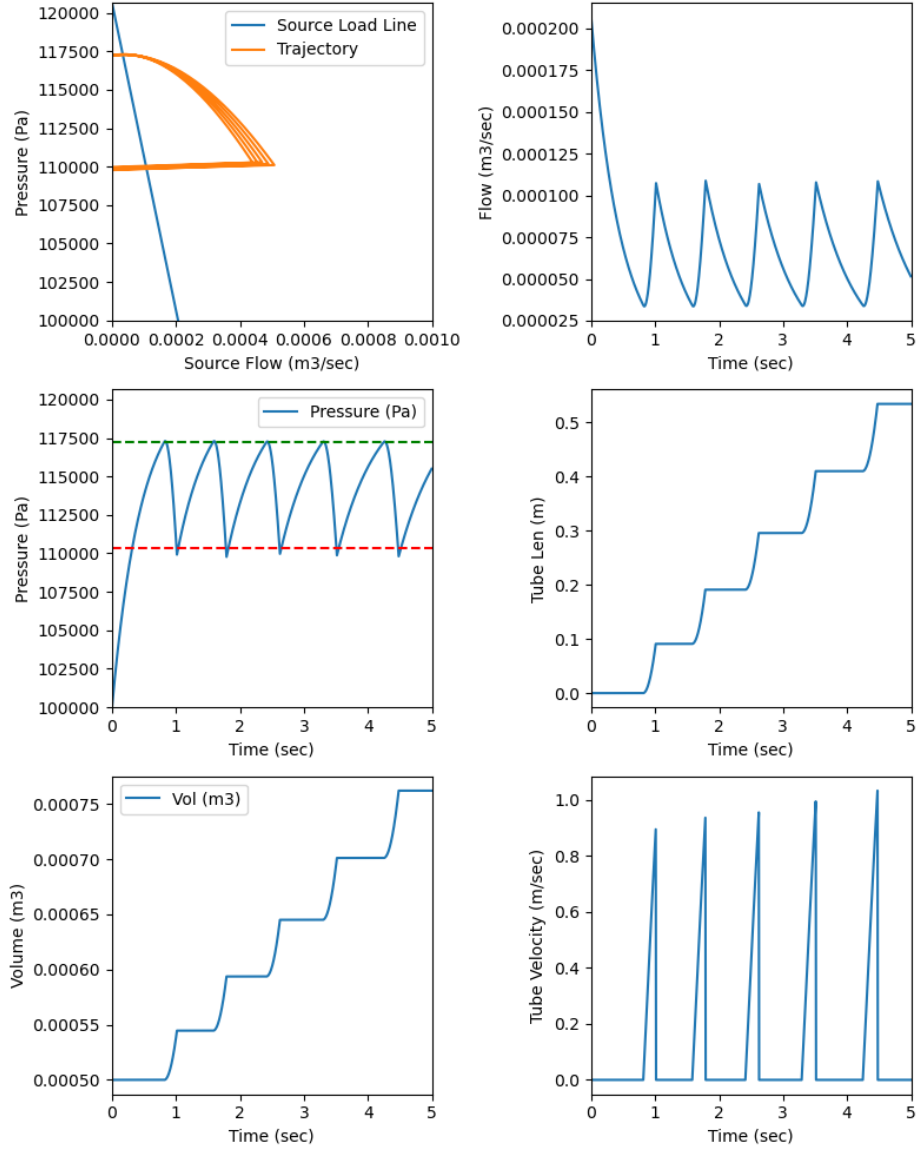 120000
117500
115000
112500
110000
107500
105000
102500
100000
Pressure (Pa)
Source Load Line
Trajectory
0.0000 0.0002 0.0004 0.0006 0.0008 0.0010
Source Flow (m3/sec)
0.000200
0.000175
0.000150
0.000125
0.000100
0.000075
0.000050
0.000025
Flow (m3/sec)
0 1 2 3 4 5
Time (sec)
120000
117500
115000
112500
110000
107500
105000
102500
100000
Pressure (Pa)
Pressure (Pa)
0 1 2 3 4 5
Time (sec)
0.5
0.4
0.3
0.2
0.1
0.0
Tube Len (m)
0 1 2 3 4 5
Time (sec)
0.00075
0.00070
0.00065
0.00060
0.00055
0.00050
Volume (m3)
Vol (m3)
0 1 2 3 4 5
Time (sec)
1.0
0.8
0.6
0.4
0.2
0.0
Tube Velocity (m/sec)
0 1 2 3 4 5
Time (sec)